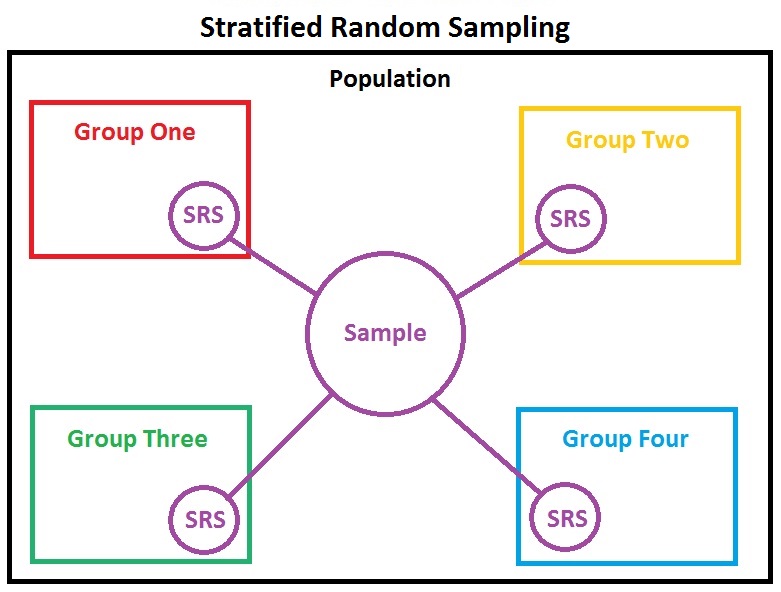 Stratified Random Sampling
Population
Group One
SRS
Group Two
SRS
Sample
Group Three
SRS
Group Four
SRS